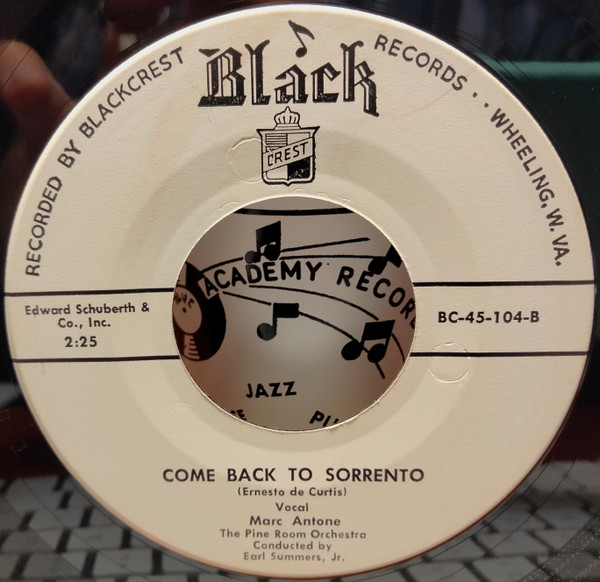 RECORDED BY BLACKCREST RECORDS . . WHEELING, W. VA.
Black
CREST
Edward Schuberth &
Co., Inc.
2:25
BC-45-104-B
ACADEMY RECOR
JAZZ
COME BACK TO SORRENTO
(Ernesto de Curtis)
Vocal
Marc Antone
The Pine Room Orchestra
Conducted by
Earl Summers, Jr.